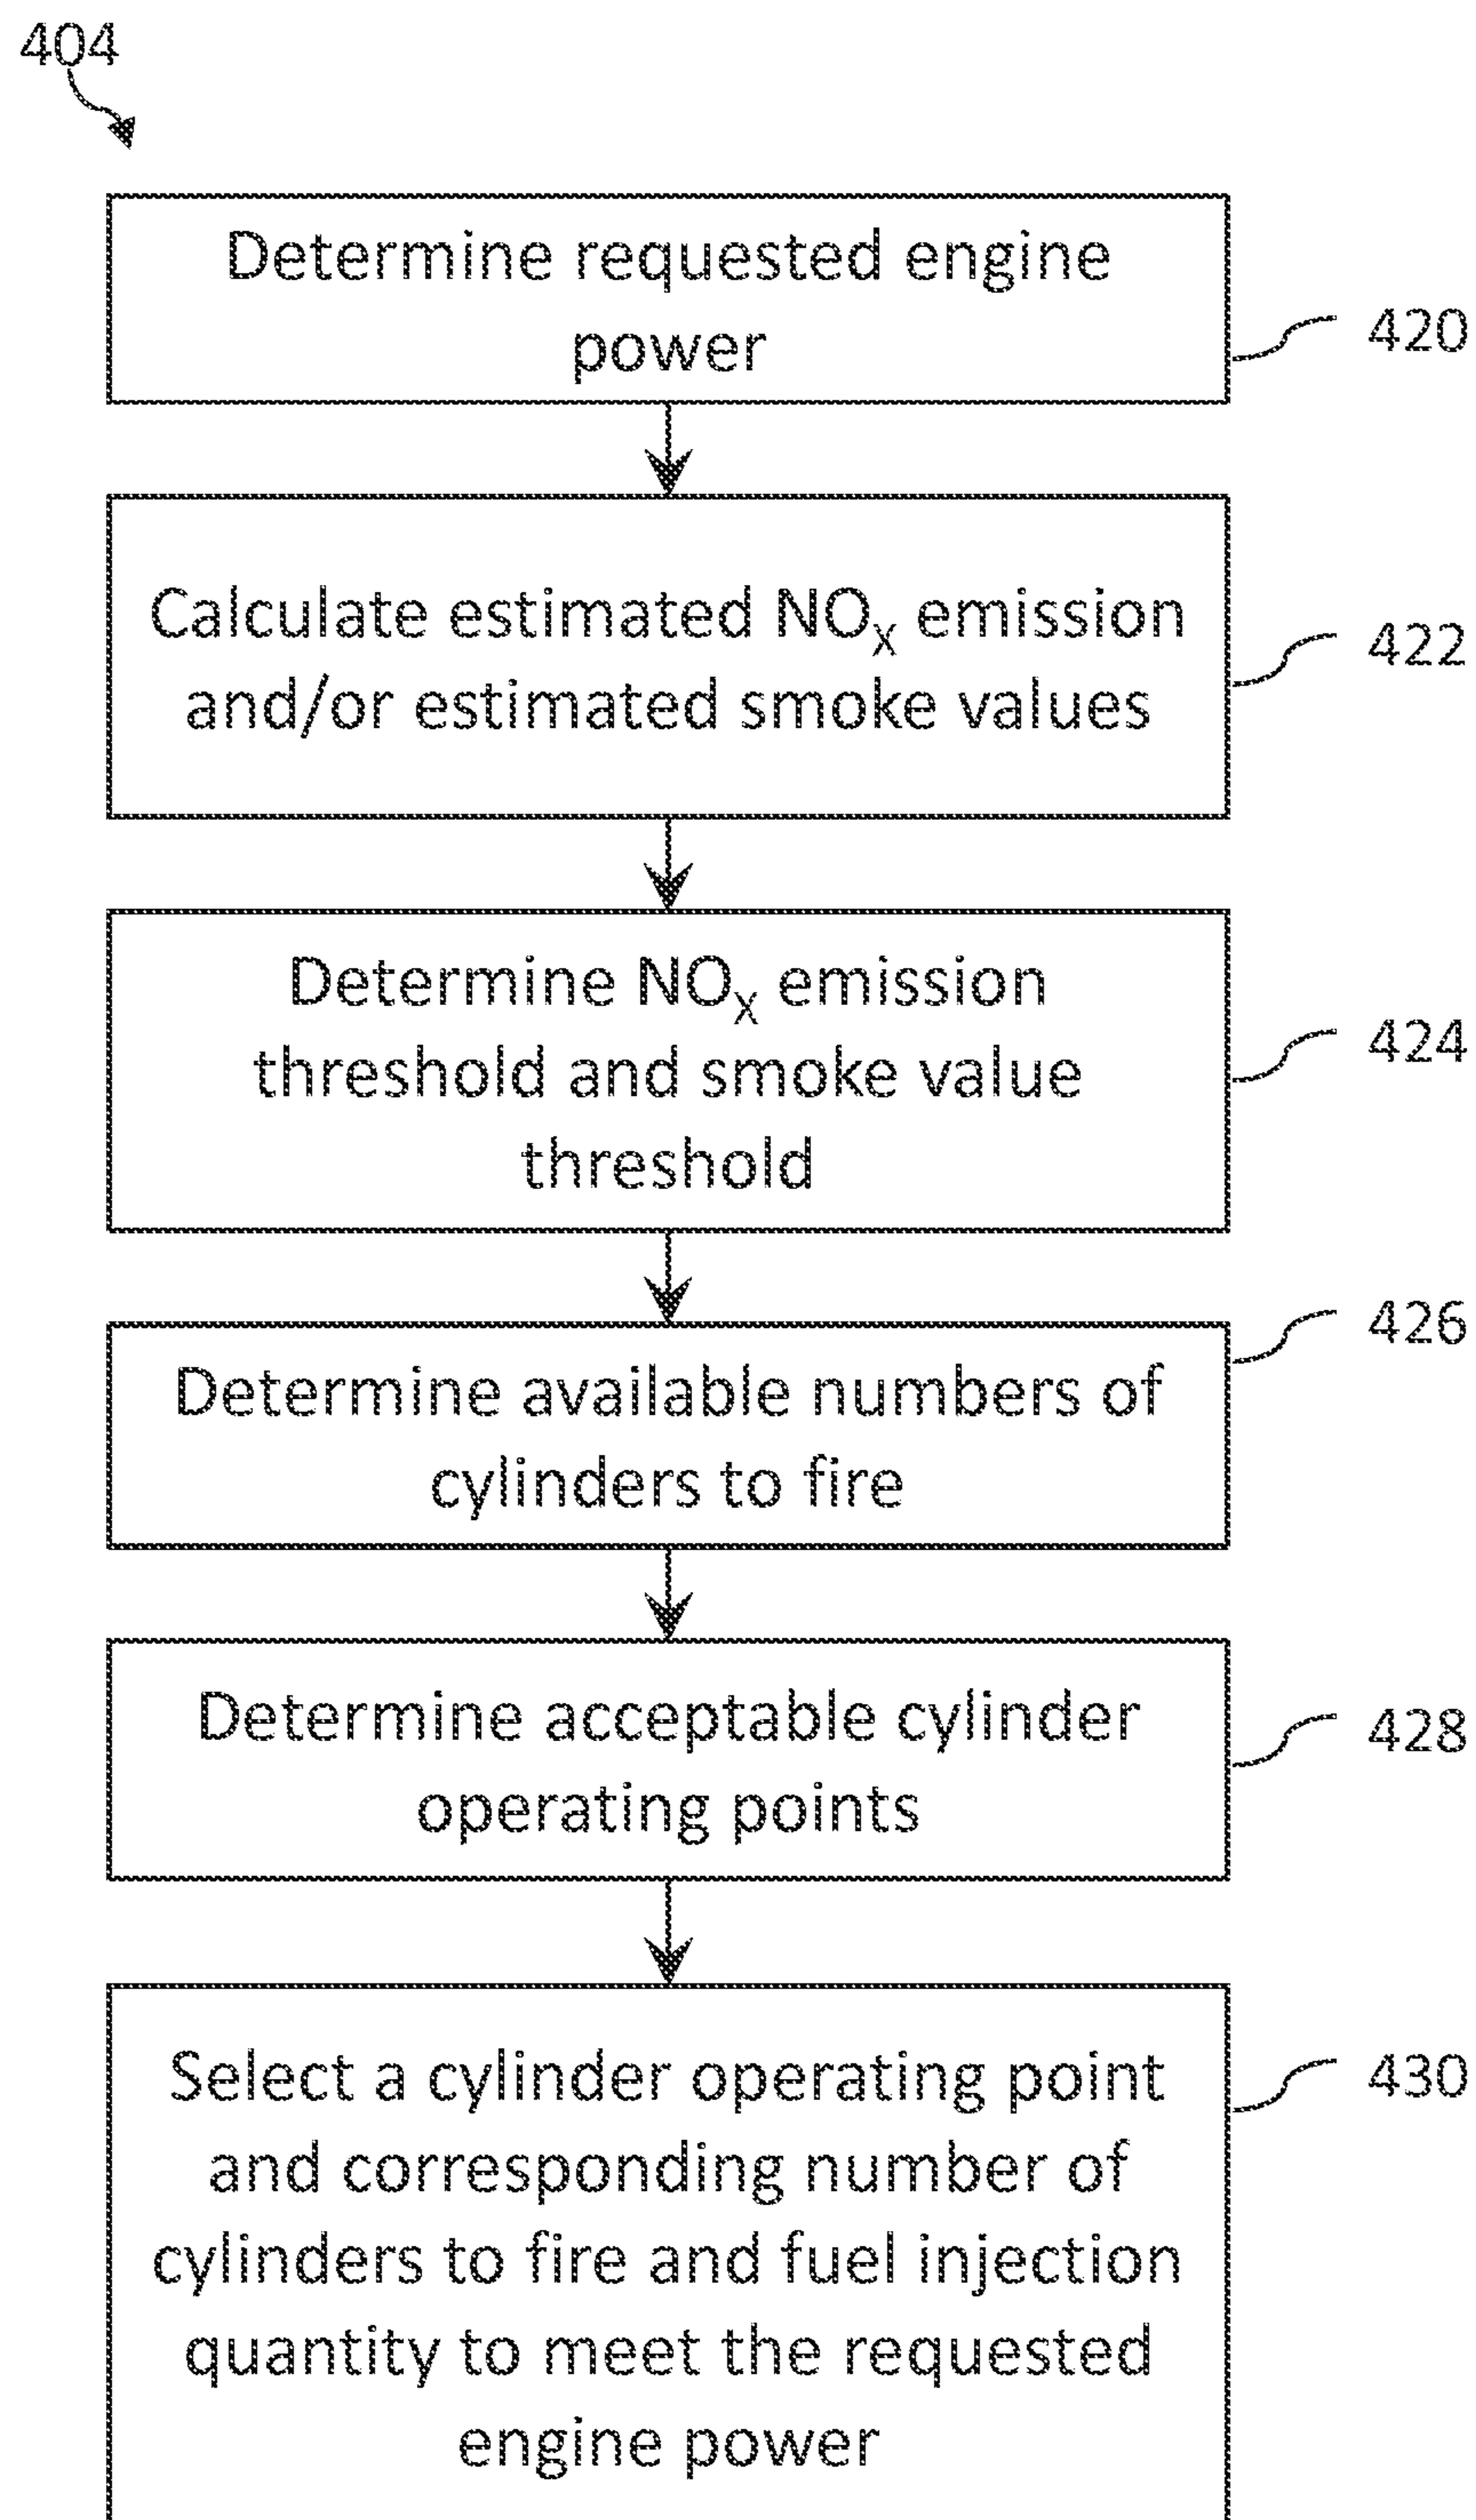 404
Determine requested engine
power
420
Calculate estimated NOₓ emission
and/or estimated smoke values
422
Determine NOₓ emission
threshold and smoke value
threshold
424
Determine available numbers of
cylinders to fire
426
Determine acceptable cylinder
operating points
428
Select a cylinder operating point
and corresponding number of
cylinders to fire and fuel injection
quantity to meet the requested
engine power
430